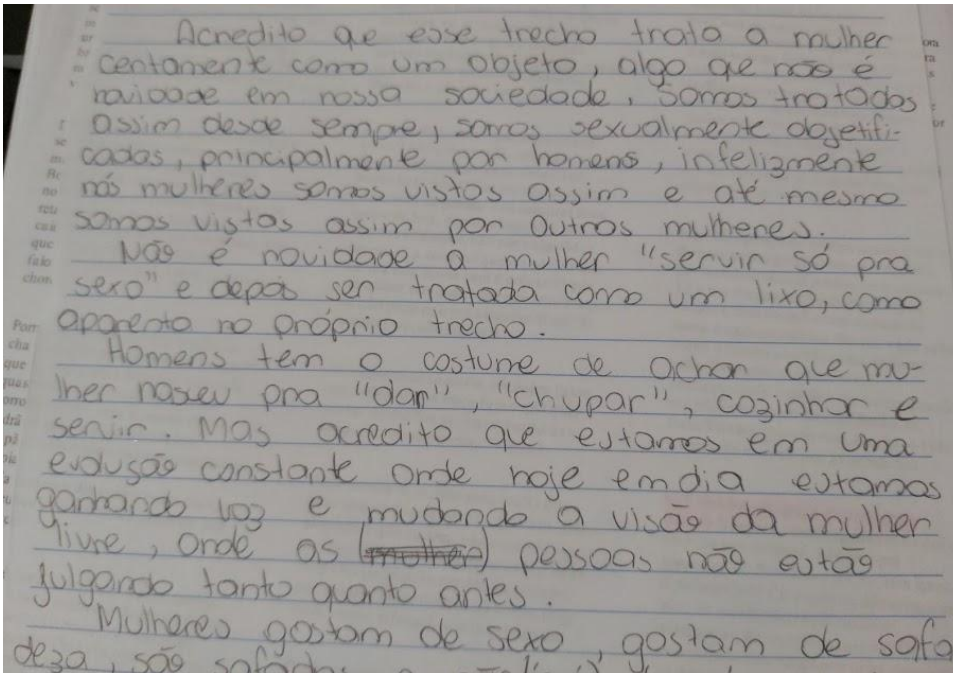 Acredito que esse trecho trata a mulher
certamente como um objeto, algo que não é
novidade em nossa sociedade, somos tratadas
assim desde sempre, somos sexualmente objetifi-
cadas, principalmente por homens, infelizmente
nós mulheres somos vistas assim e até mesmo
somos vistas assim por outras mulheres.
Não é novidade a mulher "servir só pra
sexo" e depois ser tratada como um lixo, como
aparenta no próprio trecho.
Homens tem o costume de achar que mu-
lher naseu pra "dar", "chupar", cozinhar e
servir. Mas acredito que estamos em uma
evolusão constante onde hoje em dia estamos
ganhando voz e mudando a visão da mulher
livre, onde as pessoas não estão
julgando tanto quanto antes.
Mulheres gostam de sexo, gostam de safa
deza, são